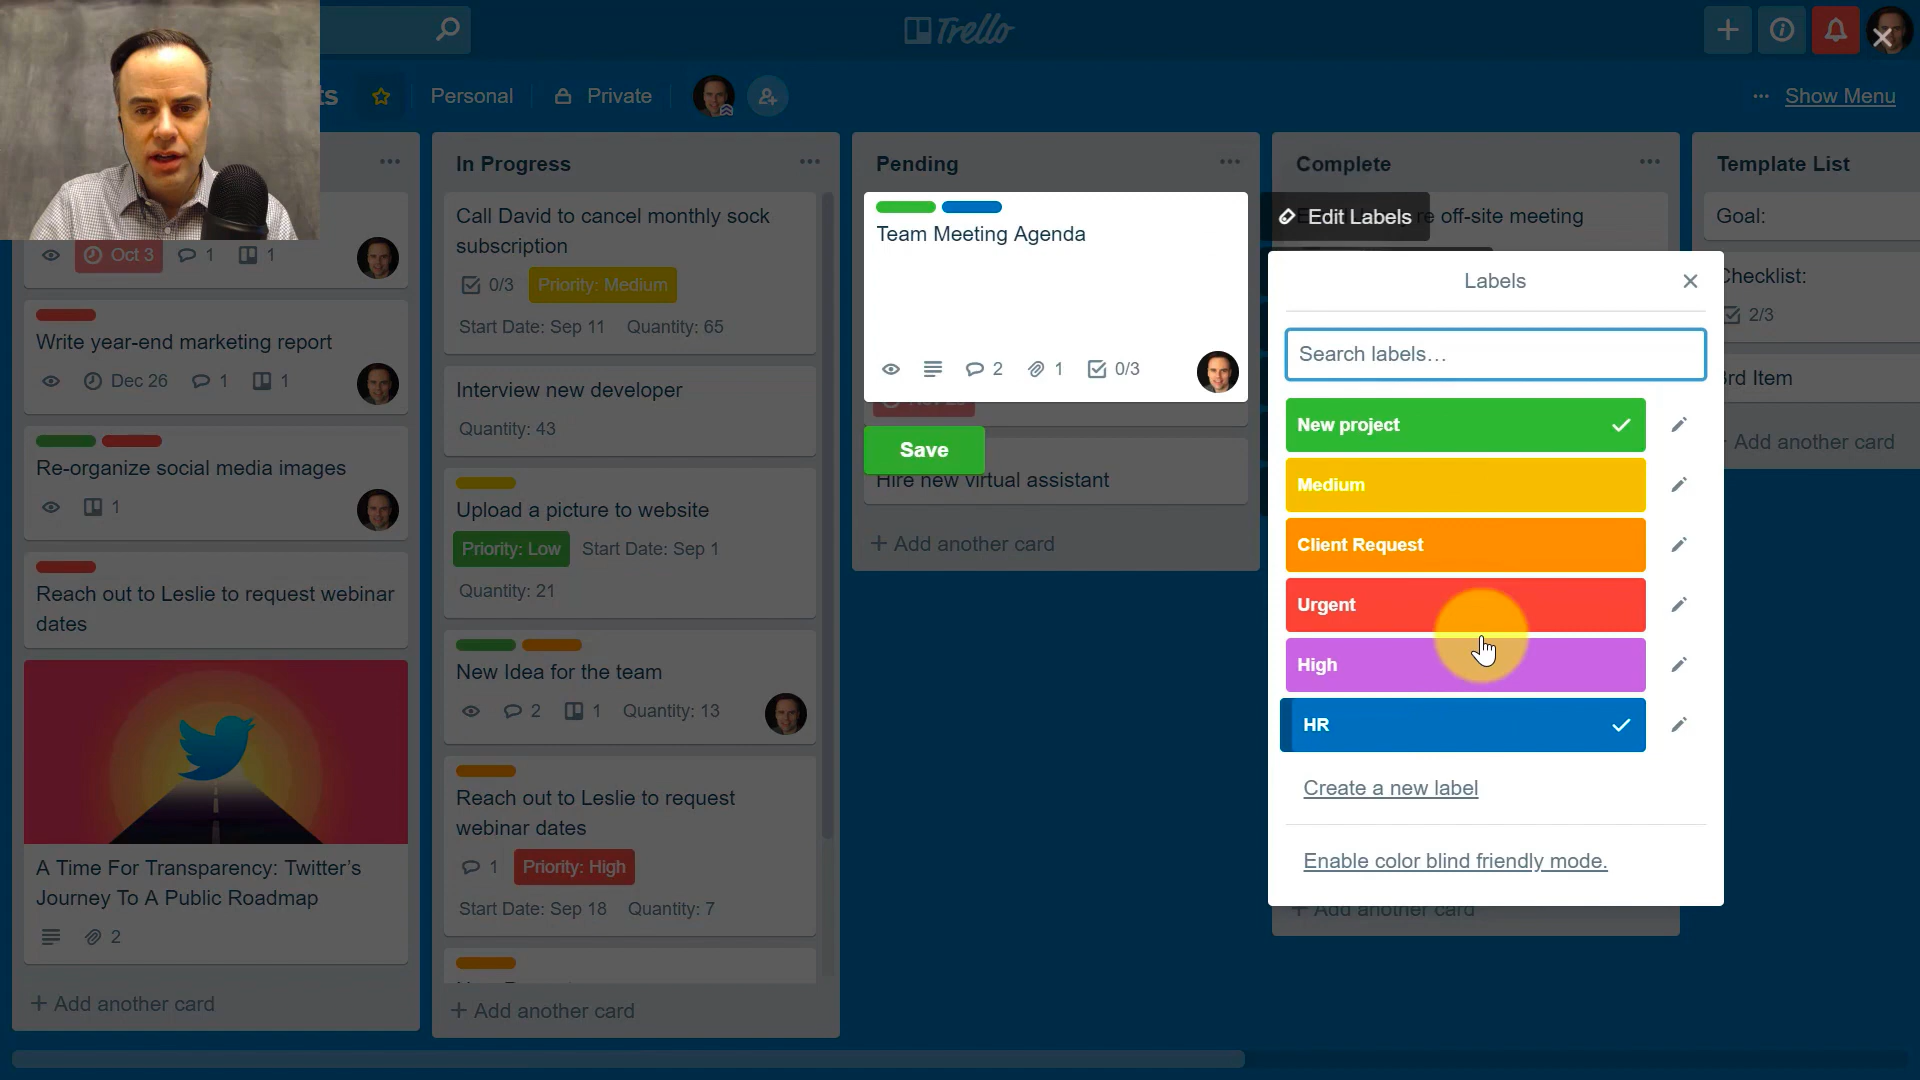 Trello
ts
Personal
Private
Show Menu
Oct 3
1
1
Write year-end marketing report
Dec 26
1
1
Re-organize social media images
1
Reach out to Leslie to request webinar
dates
A Time For Transparency: Twitter's
Journey To A Public Roadmap
2
+ Add another card
In Progress
Call David to cancel monthly sock
subscription
0/3
Priority: Medium
Start Date: Sep 11
Quantity: 65
Interview new developer
Quantity: 43
Upload a picture to website
Priority: Low
Start Date: Sep 1
Quantity: 21
New Idea for the team
2
1
Quantity: 13
Reach out to Leslie to request
webinar dates
1
Priority: High
Start Date: Sep 18
Quantity: 7
+ Add another card
Pending
Team Meeting Agenda
2
1
0/3
Save
Hire new virtual assistant
+ Add another card
Complete
Edit Labels
off-site meeting
Labels
Search labels…
New project
Medium
Client Request
Urgent
High
HR
Create a new label
Enable color blind friendly mode.
+ Add another card
Template List
Goal:
Checklist:
2/3
3rd Item
Add another card